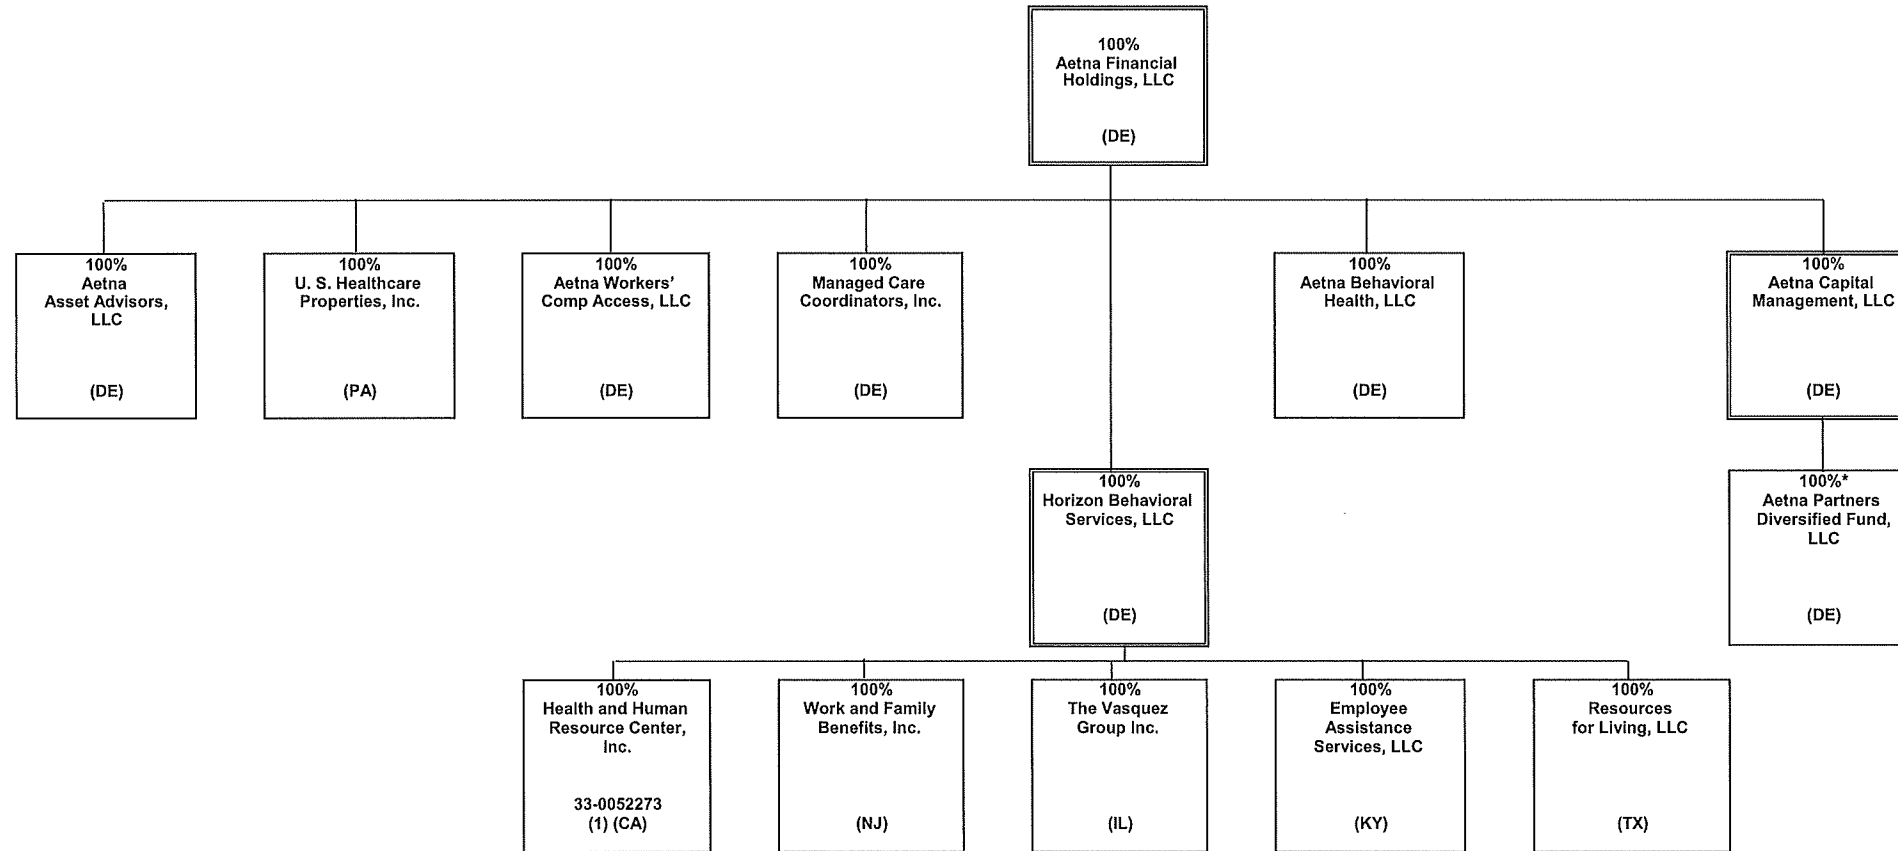 100%
Aetna Financial
Holdings, LLC
(DE)
100%
Aetna
Asset Advisors,
LLC
(DE)
100%
U. S. Healthcare
Properties, Inc.
(PA)
100%
Aetna Workers'
Comp Access, LLC
(DE)
100%
Managed Care
Coordinators, Inc.
(DE)
100%
Aetna Behavioral
Health, LLC
(DE)
100%
Aetna Capital
Management, LLC
(DE)
100%
Horizon Behavioral
Services, LLC
(DE)
100%*
Aetna Partners
Diversified Fund,
LLC
(DE)
100%
Health and Human
Resource Center,
Inc.
33-0052273
(1) (CA)
100%
Work and Family
Benefits, Inc.
(NJ)
100%
The Vasquez
Group Inc.
(IL)
100%
Employee
Assistance
Services, LLC
(KY)
100%
Resources
for Living, LLC
(TX)